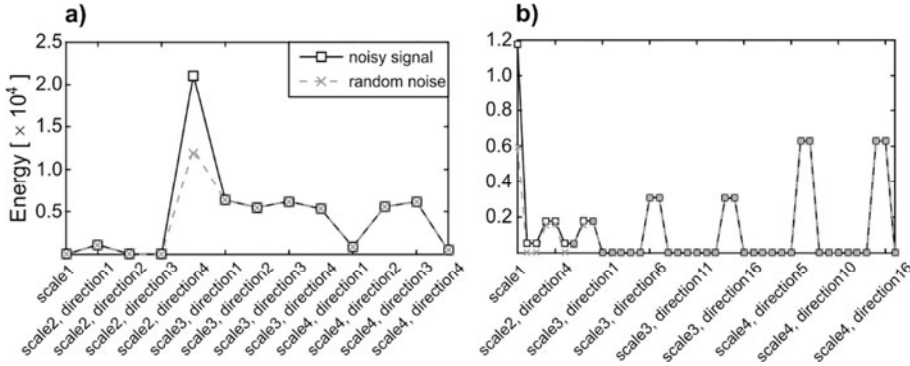 a)
Energy [ × 10⁴]
2.5
2.0
1.5
1.0
0.5
noisy signal
random noise
scale1
scale2, direction1
scale2, direction2
scale2, direction3
scale2, direction4
scale3, direction1
scale3, direction2
scale3, direction3
scale3, direction4
scale4, direction1
scale4, direction2
scale4, direction3
scale4, direction4
b)
1.2
1.0
0.8
0.6
0.4
0.2
scale1
scale2, direction4
scale3, direction1
scale3, direction6
scale3, direction11
scale3, direction16
scale4, direction5
scale4, direction10
scale4, direction16